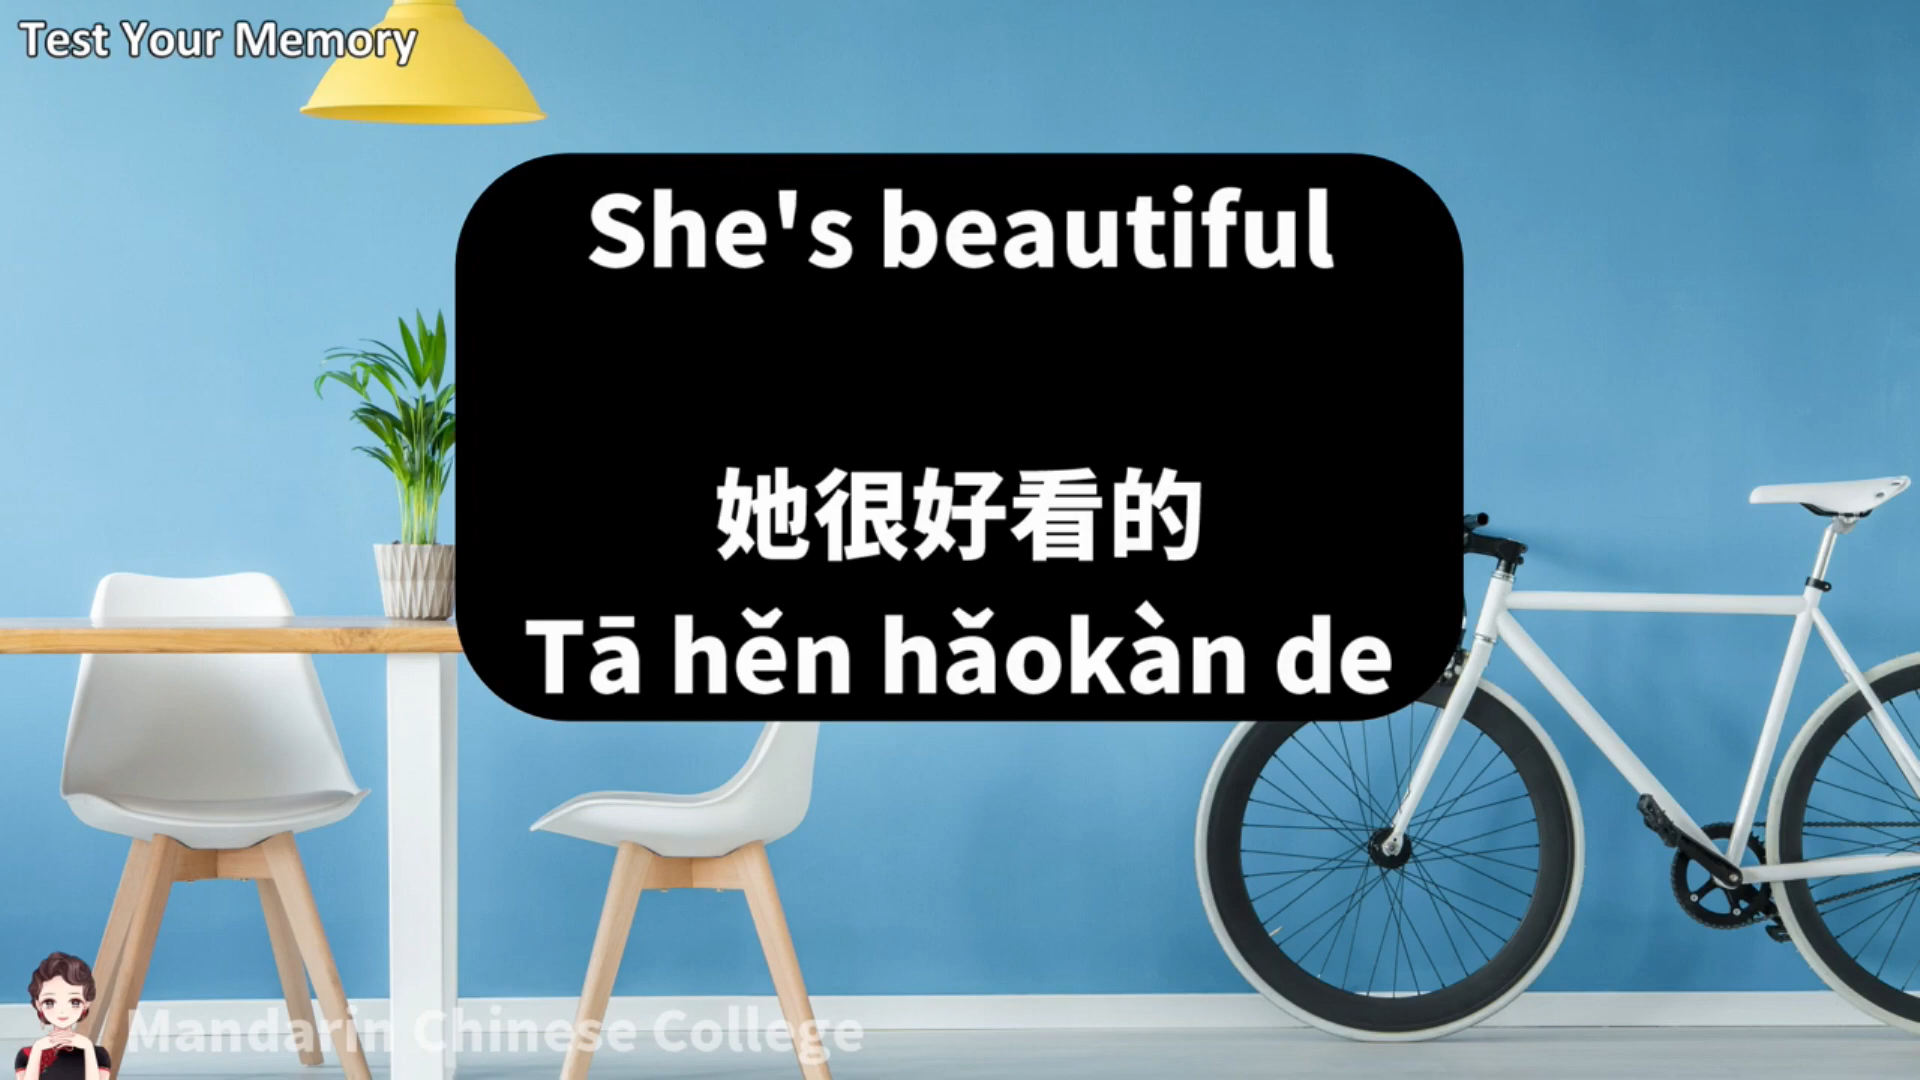 Test Your Memory
She's beautiful
她很好看的
Tā hěn hǎokàn de
Mandarin Chinese College